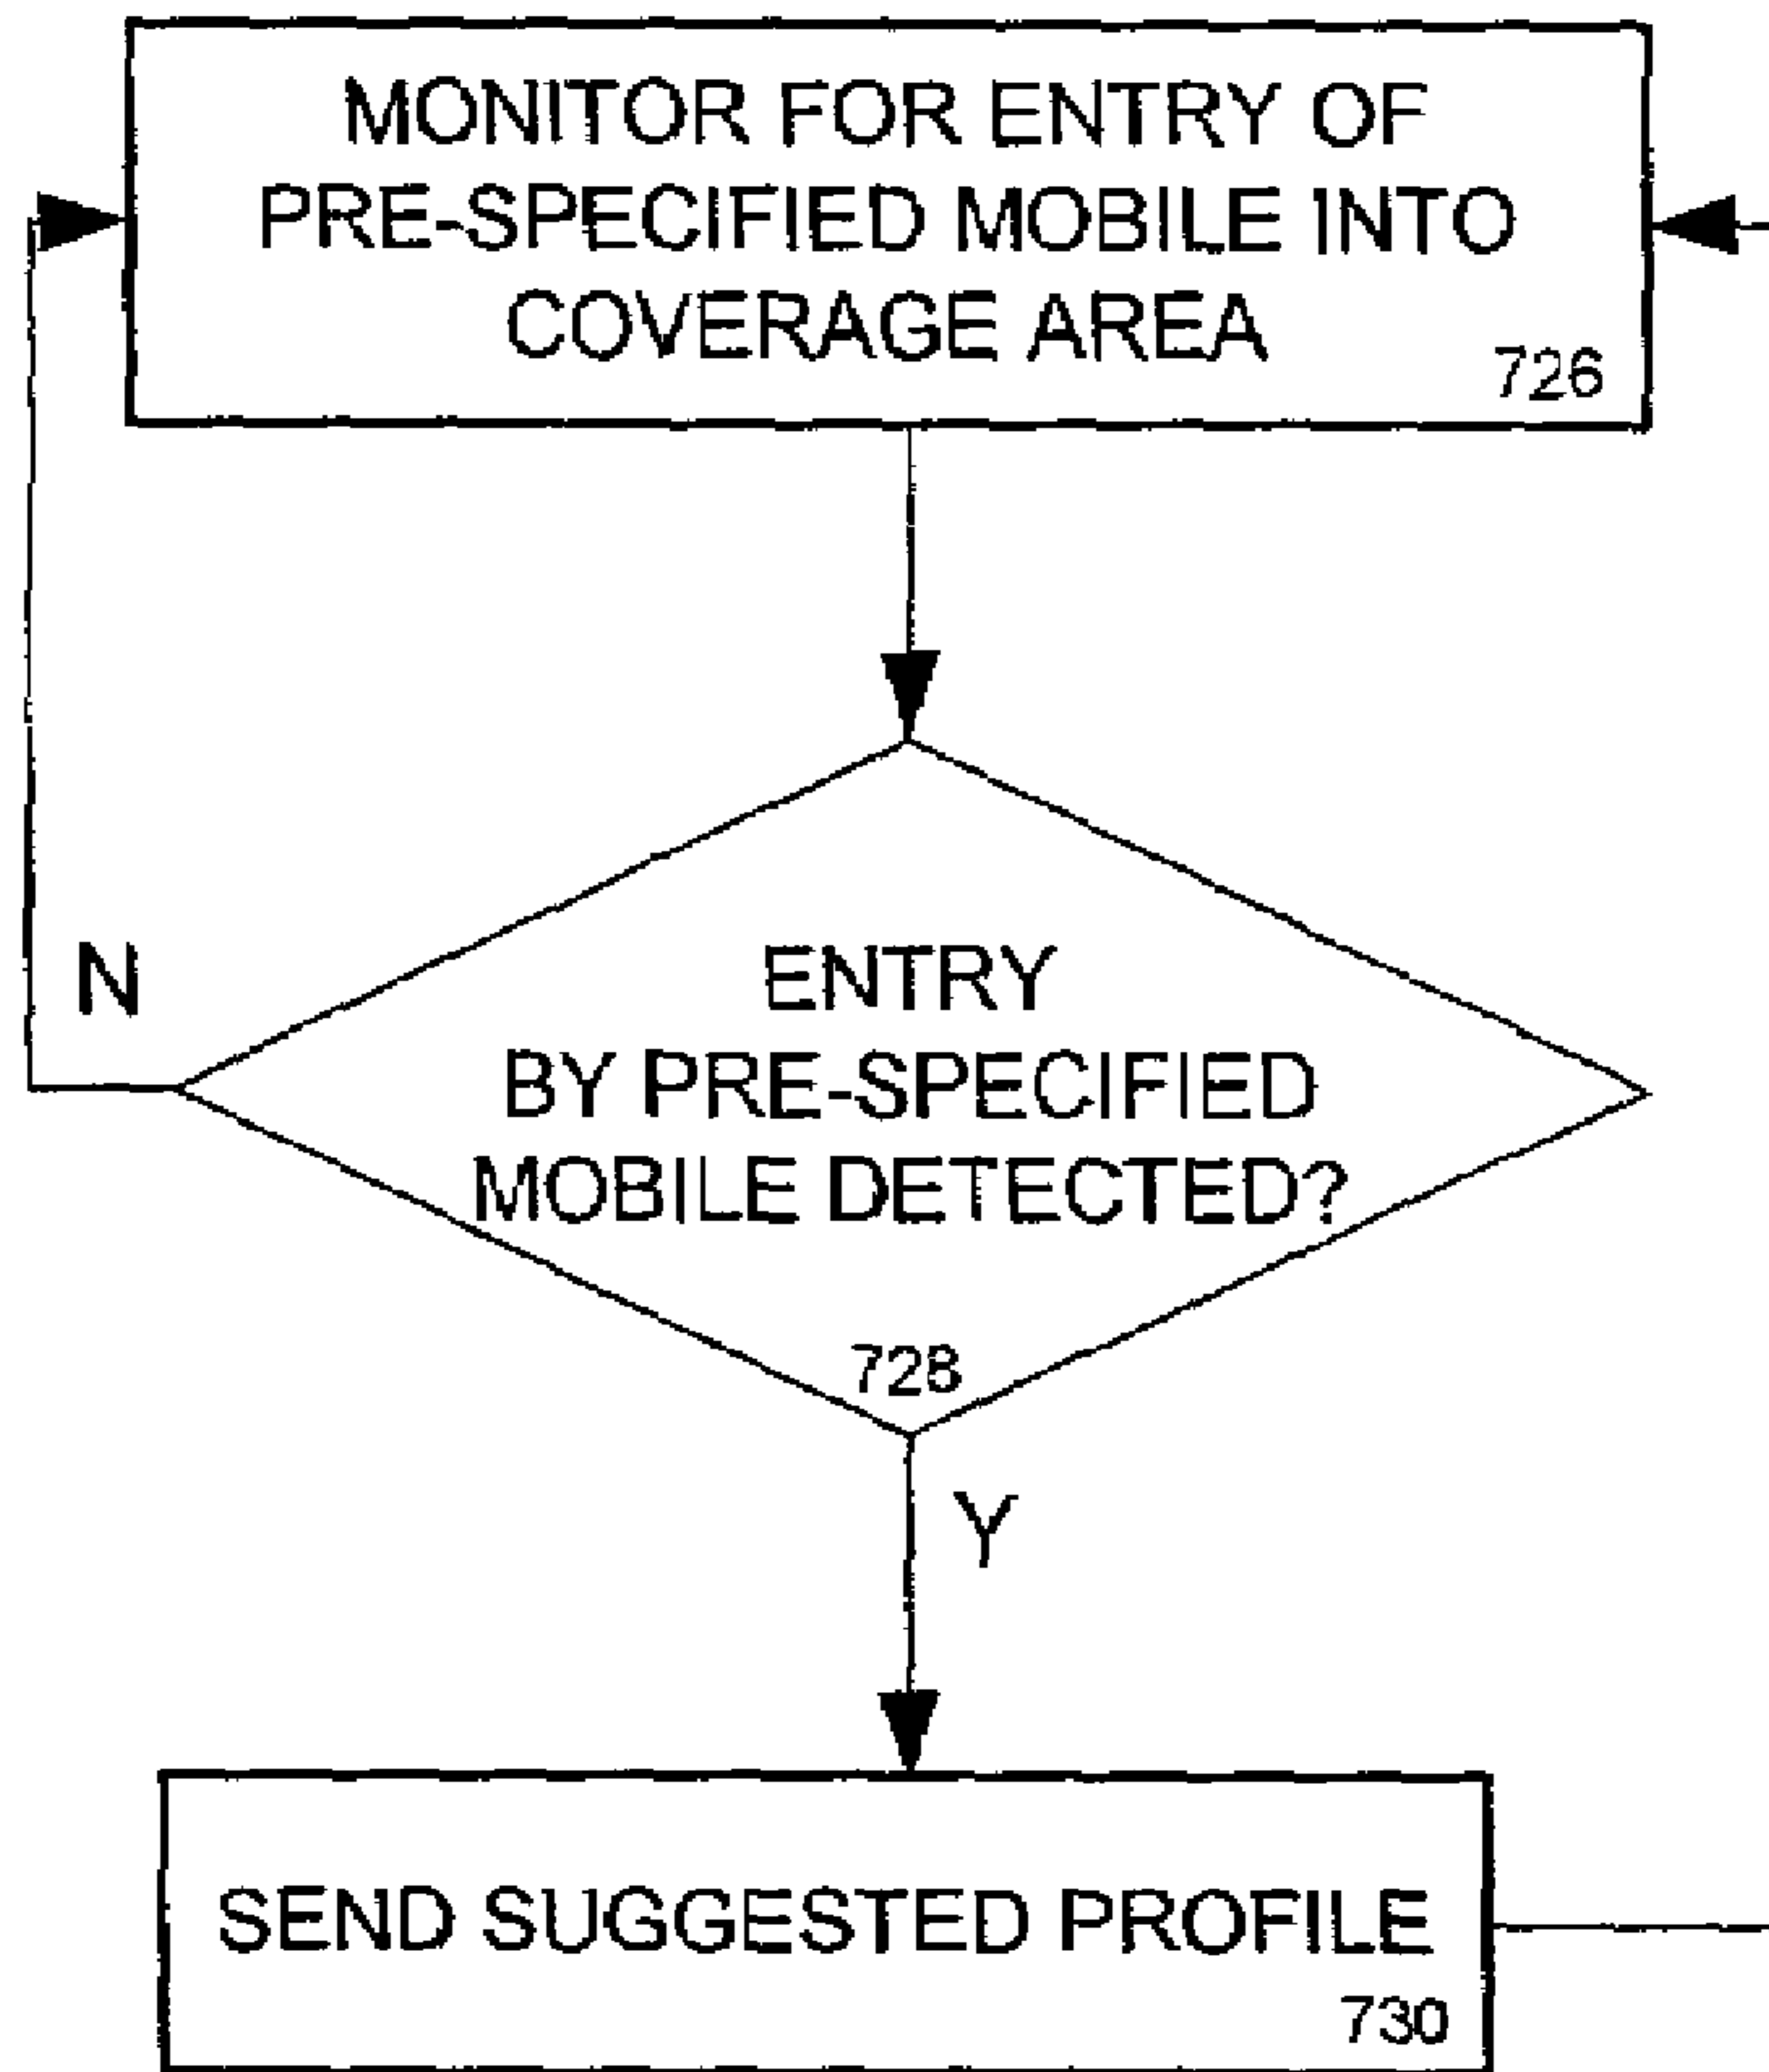 MONITOR FOR ENTRY OF
PRE-SPECIFIED MOBILE INTO
COVERAGE AREA
726
N
ENTRY
BY PRE-SPECIFIED
MOBILE DETECTED?
728
Y
SEND SUGGESTED PROFILE
730